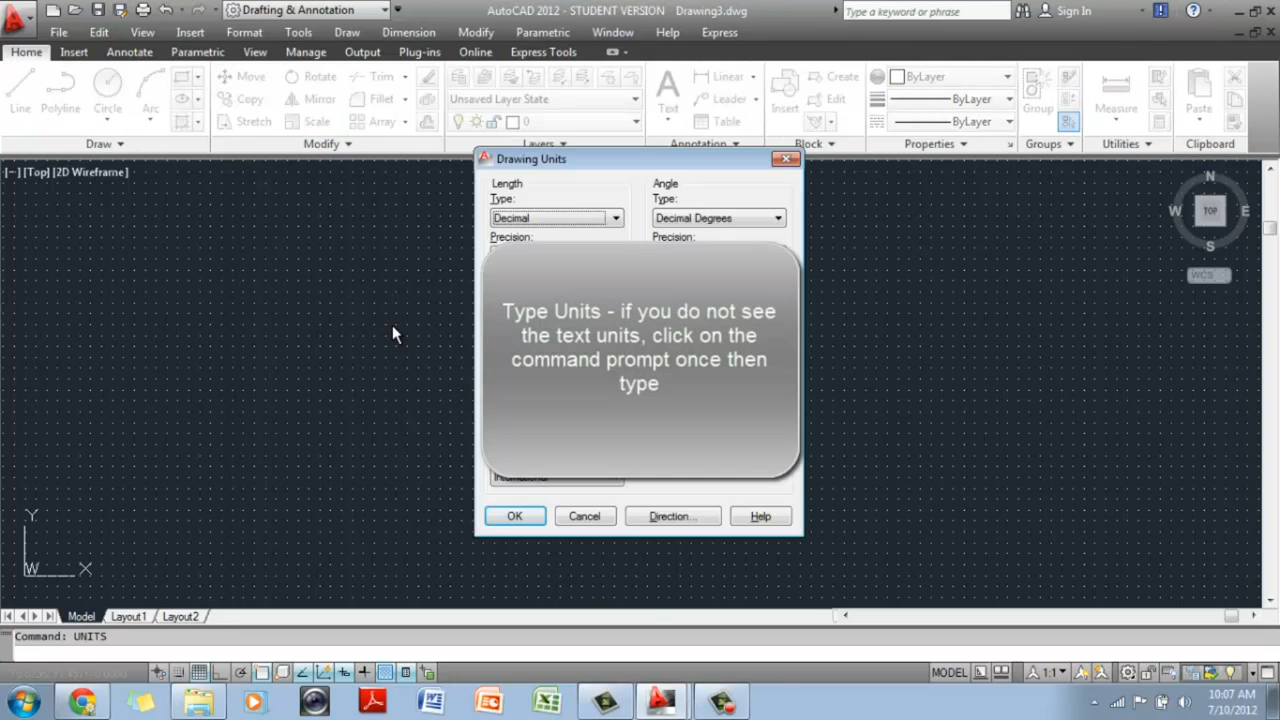 Drafting & Annotation
AutoCAD 2012 - STUDENT VERSION Drawing3.dwg
Type a keyword or phrase
Sign In
File Edit View Insert Format Tools Draw Dimension Modify Parametric Window Help Express
Home Insert Annotate Parametric View Manage Output Plug-ins Online Express Tools
Line Polyline Circle Arc
Move Rotate Trim
Copy Mirror Fillet
Stretch Scale Array
Unsaved Layer State
0
Text
Linear
Leader
Table
Insert
Create
Edit
ByLayer
ByLayer
ByLayer
Group
Measure
Paste
Draw Modify Layers Annotation Block Properties Groups Utilities Clipboard
[−] [Top] [2D Wireframe]
Drawing Units
Length
Type:
Decimal
Precision:
Angle
Type:
Decimal Degrees
Precision:
Type Units - if you do not see
the text units, click on the
command prompt once then
type
OK Cancel Direction... Help
N
W TOP E
S
WCS
Y
W X
Model Layout1 Layout2
Command: UNITS
MODEL
1:1
10:07 AM
7/10/2012